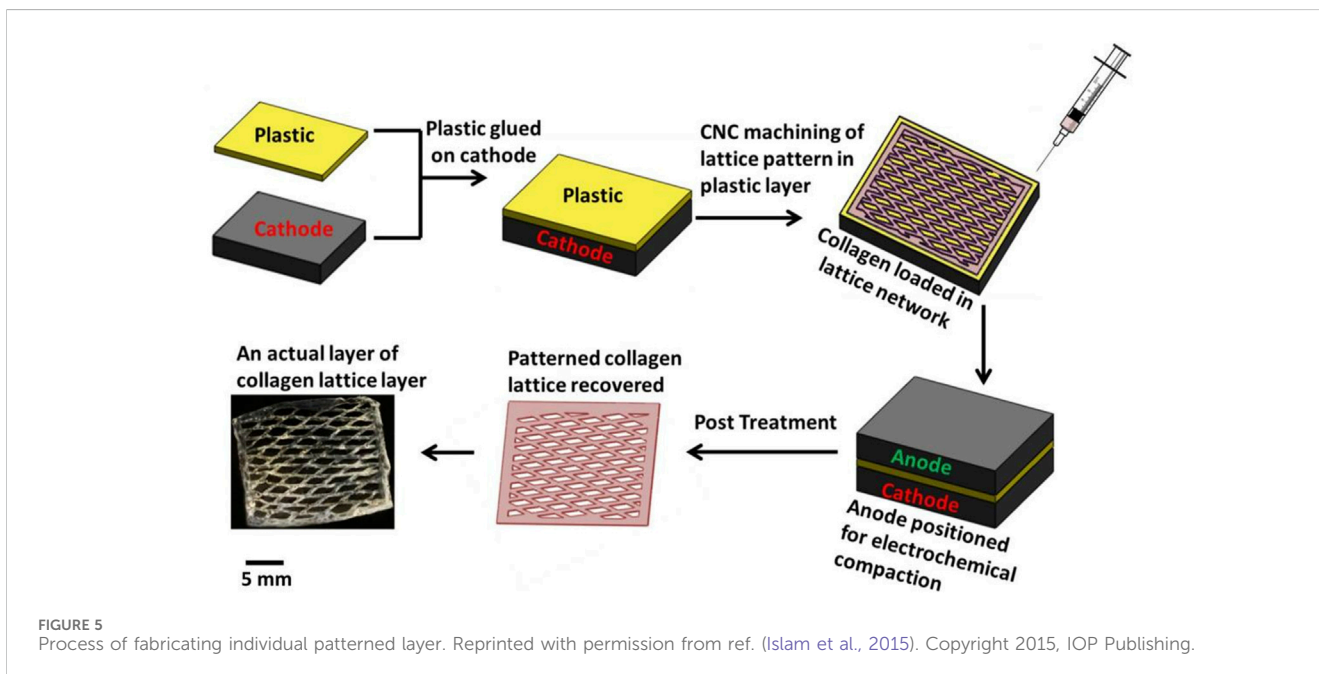 Plastic
Cathode
Plastic glued
on cathode
Plastic
Cathode
CNC machining of
lattice pattern in
plastic layer
Collagen loaded in
lattice network
Anode
Cathode
Anode positioned
for electrochemical
compaction
Post Treatment
Patterned collagen
lattice recovered
An actual layer of
collagen lattice layer
5 mm
FIGURE 5
Process of fabricating individual patterned layer. Reprinted with permission from ref. (Islam et al., 2015). Copyright 2015, IOP Publishing.